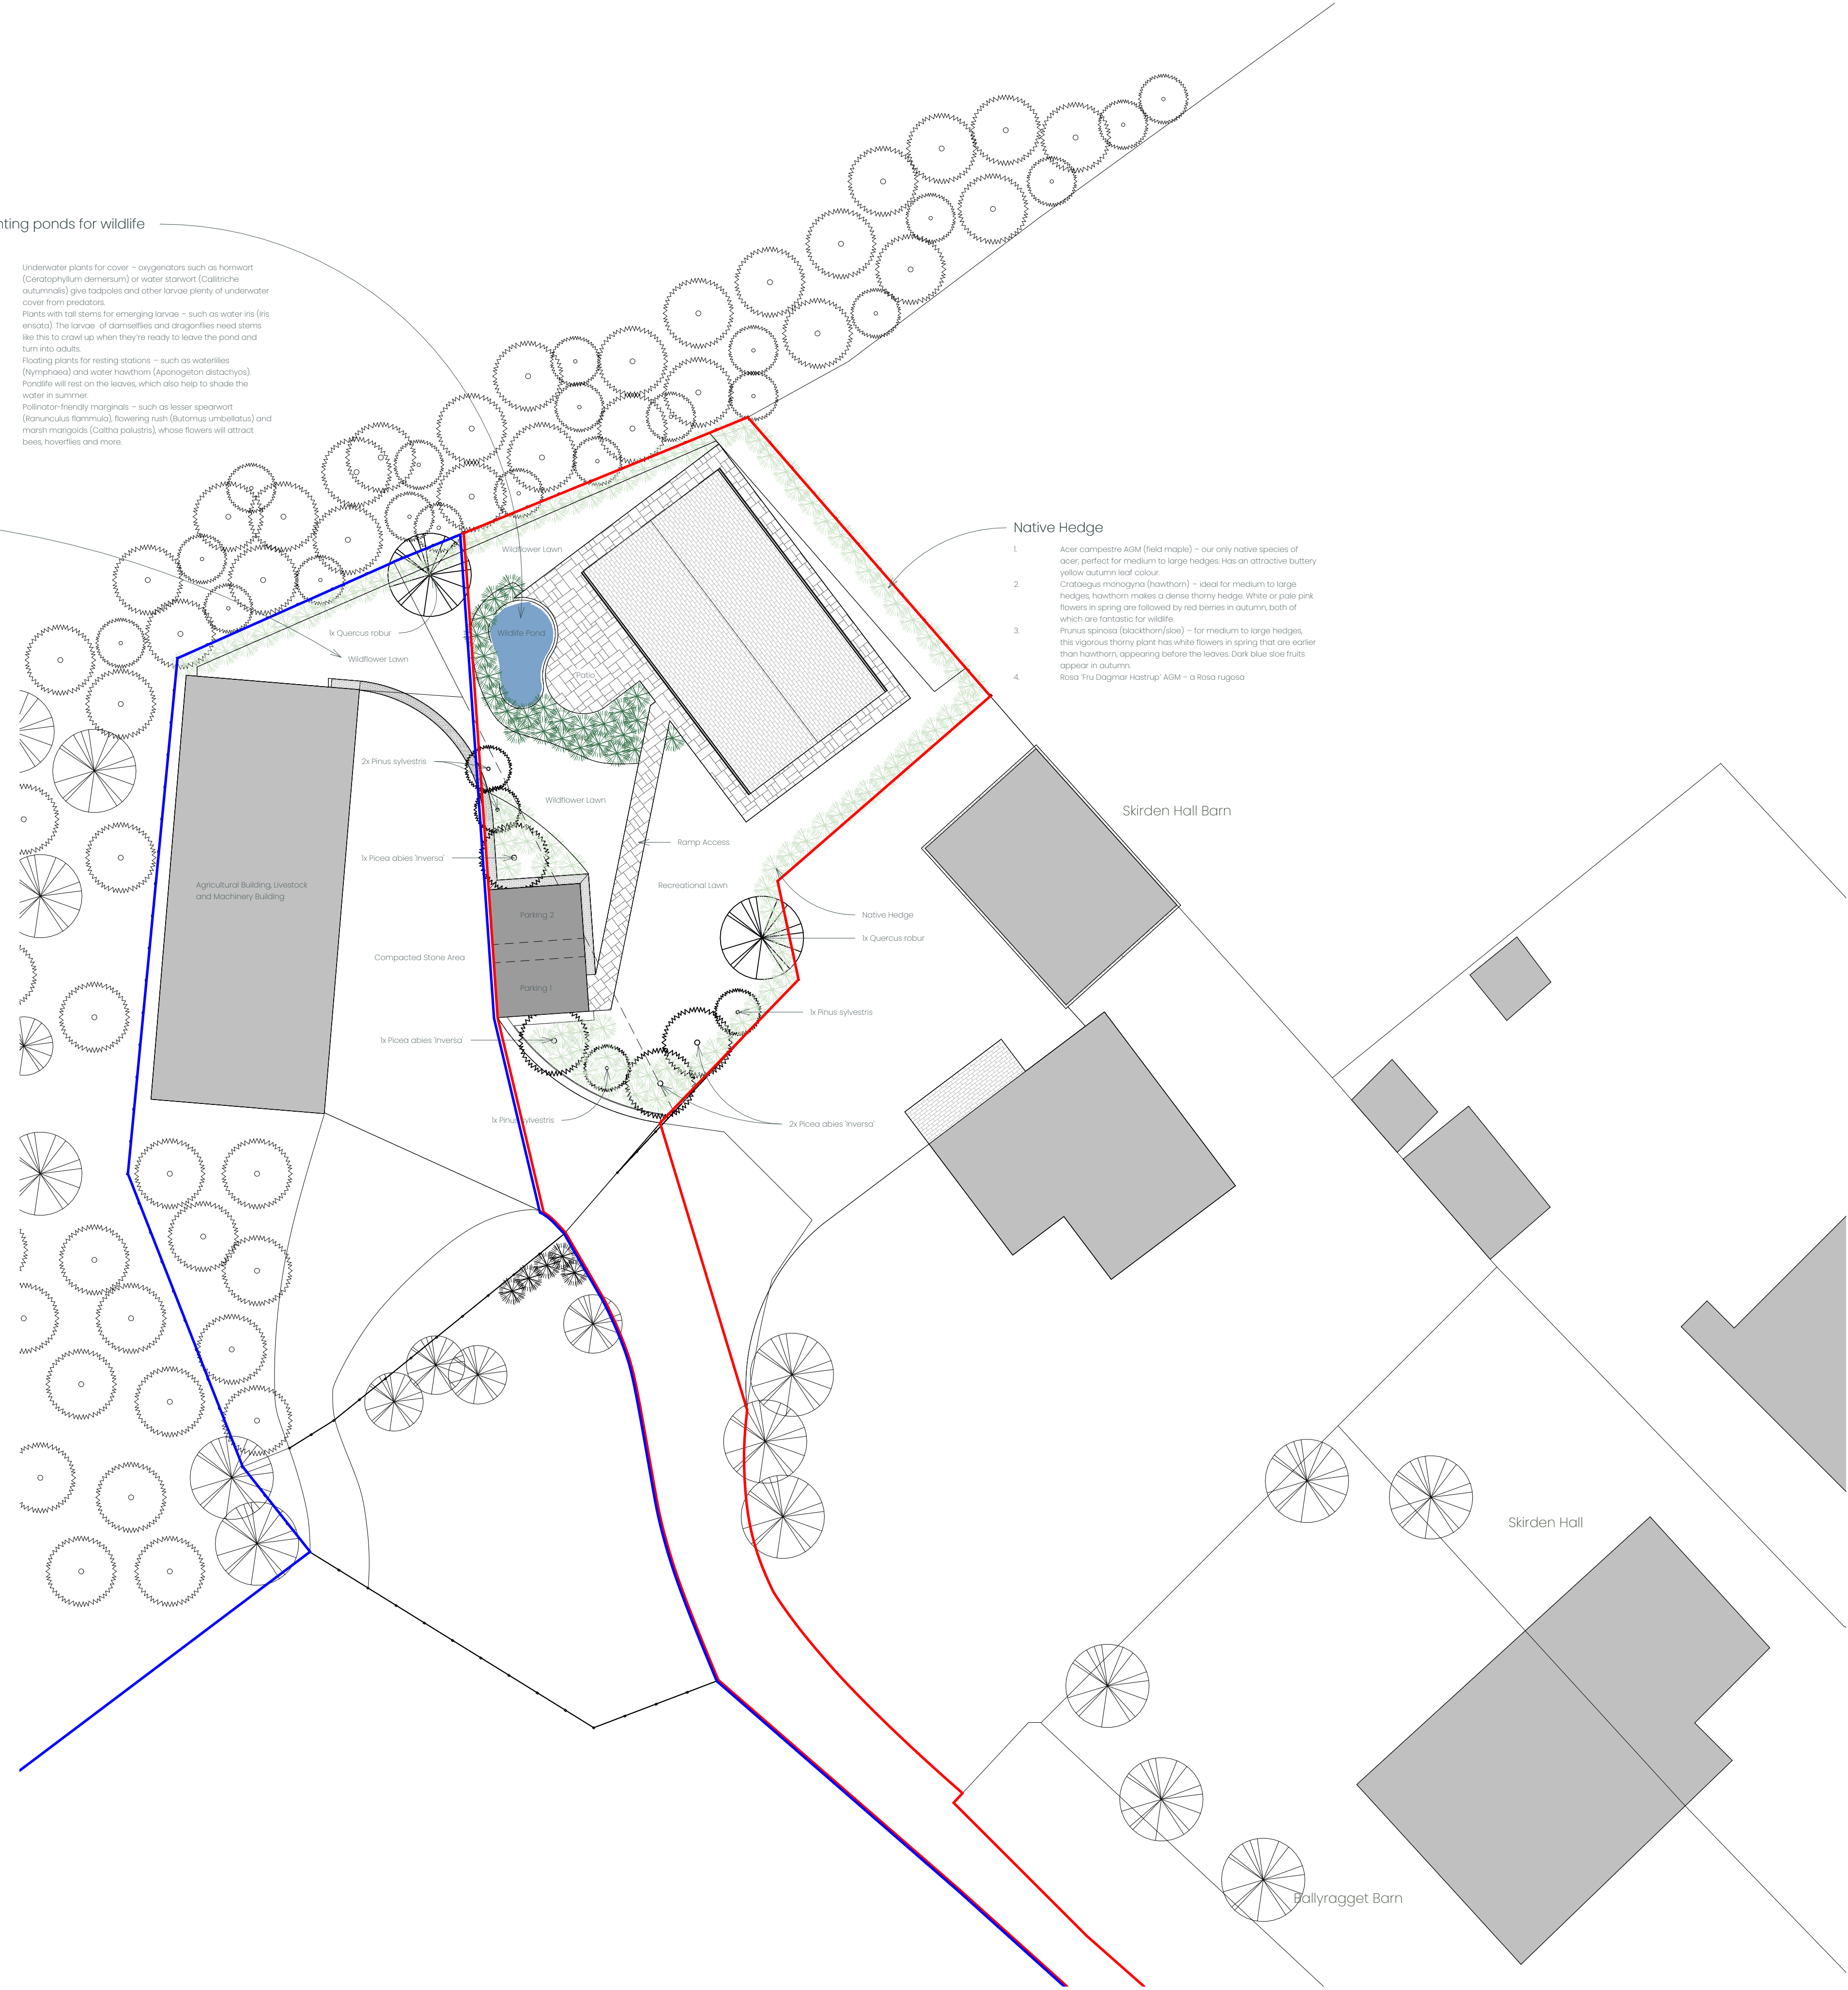 nting ponds for wildlife
Underwater plants for cover – oxygenators such as hornwort
(Ceratophyllum demersum) or water starwort (Callitriche
autumnalis) give tadpoles and other larvae plenty of underwater
cover from predators.
Plants with tall stems for emerging larvae – such as water iris (Iris
ensata). The larvae of damselflies and dragonflies need stems
like this to crawl up when they're ready to leave the pond and
turn into adults.
Floating plants for resting stations – such as waterlilies
(Nymphaea) and water hawthorn (Aponogeton distachyos).
Pondlife will rest on the leaves, which also help to shade the
water in summer.
Pollinator-friendly marginals – such as lesser spearwort
(Ranunculus flammula), flowering rush (Butomus umbellatus) and
marsh marigolds (Caltha palustris), whose flowers will attract
bees, hoverflies and more.
Native Hedge
1. Acer campestre AGM (field maple) – our only native species of
acer; perfect for medium to large hedges. Has an attractive buttery
yellow autumn leaf colour.
2. Crataegus monogyna (hawthorn) – ideal for medium to large
hedges, hawthorn makes a dense thorny hedge. White or pale pink
flowers in spring are followed by red berries in autumn, both of
which are fantastic for wildlife.
3. Prunus spinosa (blackthorn/sloe) – for medium to large hedges,
this vigorous thorny plant has white flowers in spring that are earlier
than hawthorn, appearing before the leaves. Dark blue sloe fruits
appear in autumn.
4. Rosa 'Fru Dagmar Hastrup' AGM – a Rosa rugosa
Wildflower Lawn
1x Quercus robur
Wildlife Pond
Wildflower Lawn
Patio
2x Pinus sylvestris
Wildflower Lawn
Skirden Hall Barn
Ramp Access
1x Picea abies 'Inversa'
Agricultural Building, Livestock
and Machinery Building
Recreational Lawn
Parking 2
Native Hedge
1x Quercus robur
Compacted Stone Area
Parking 1
1x Pinus sylvestris
1x Picea abies 'Inversa'
1x Pinus sylvestris
2x Picea abies 'Inversa'
Skirden Hall
Ballyragget Barn